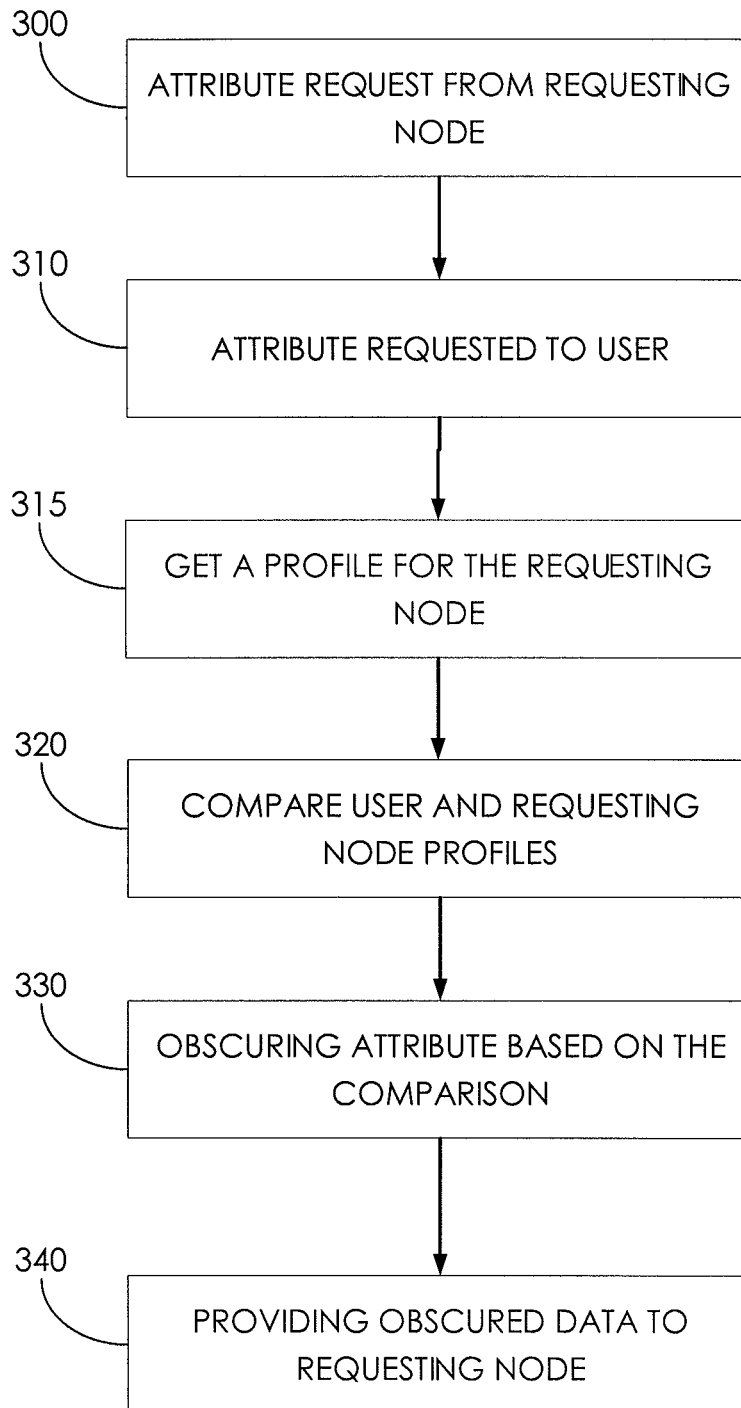 300
ATTRIBUTE REQUEST FROM REQUESTING
NODE
310
ATTRIBUTE REQUESTED TO USER
315
GET A PROFILE FOR THE REQUESTING
NODE
320
COMPARE USER AND REQUESTING
NODE PROFILES
330
OBSCURING ATTRIBUTE BASED ON THE
COMPARISON
340
PROVIDING OBSCURED DATA TO
REQUESTING NODE